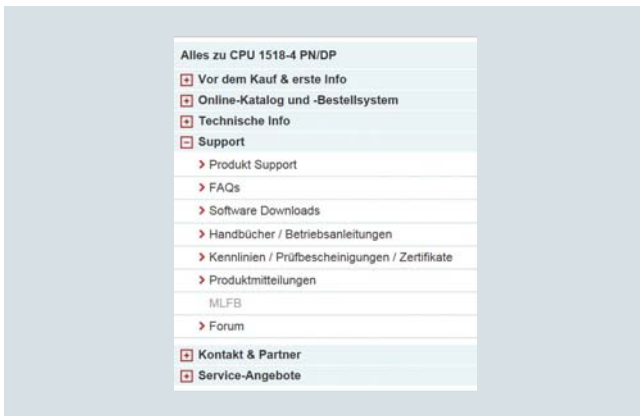 Alles zu CPU 1518-4 PN/DP
Vor dem Kauf & erste Info
Online-Katalog und -Bestellsystem
Technische Info
Support
Produkt Support
FAQs
Software Downloads
Handbücher / Betriebsanleitungen
Kennlinien / Prüfbescheinigungen / Zertifikate
Produktmitteilungen
MLFB
Forum
Kontakt & Partner
Service-Angebote